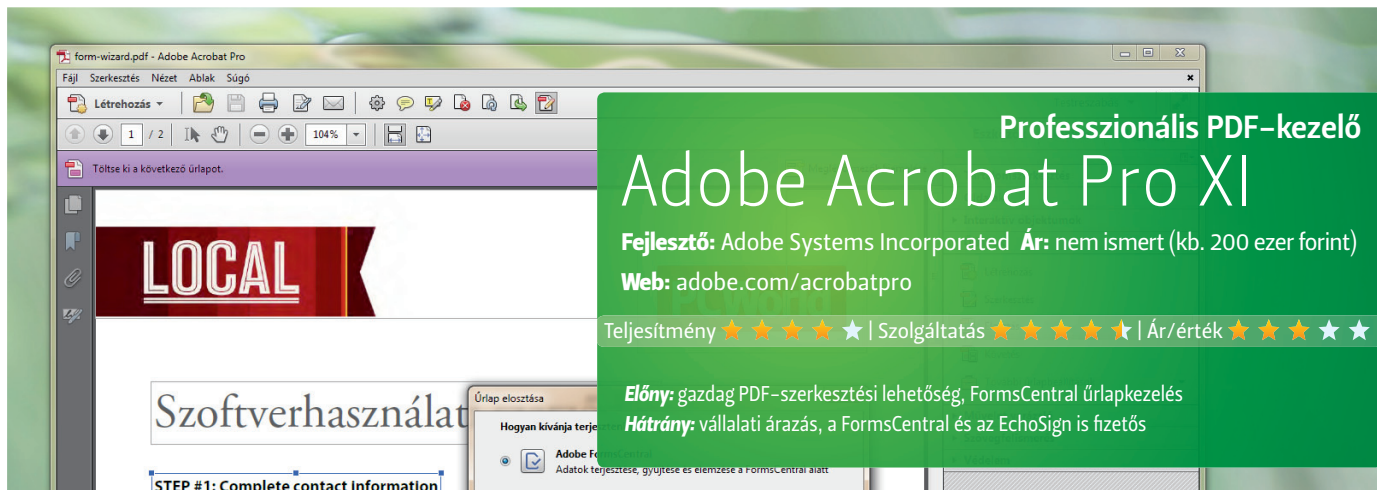 form-wizard.pdf - Adobe Acrobat Pro
Fájl Szerkesztés Nézet Ablak Súgó
Létrehozás
1 / 2 104%
Töltse ki a következő űrlapot.
LOCAL
Szoftverhasználat
STEP #1: Complete contact information
Űrlap elosztása
Hogyan kívánja
Adobe
Adatok terjesztése, gyűjtése és elemzése a FormsCentral alatt
Professzionális PDF-kezelő
Adobe Acrobat Pro XI
Fejlesztő: Adobe Systems Incorporated Ár: nem ismert (kb. 200 ezer forint)
Web: adobe.com/acrobatpro
Teljesítmény | Szolgáltatás | Ár/érték
Előny: gazdag PDF-szerkesztési lehetőség, FormsCentral űrlapkezelés
Hátrány: vállalati árazás, a FormsCentral és az EchoSign is fizetős